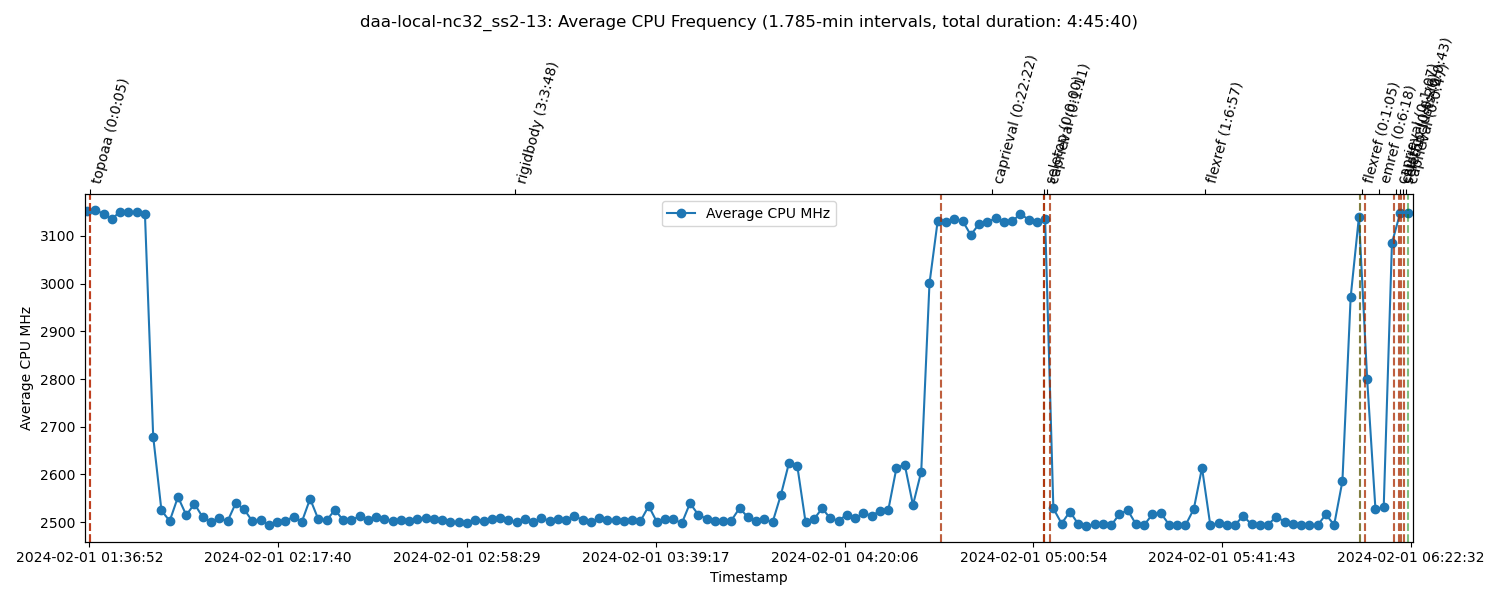 daa-local-nc32_ss2-13: Average CPU Frequency (1.785-min intervals, total duration: 4:45:40)
topoaa (0:0:05)
rigidbody (3:3:48)
caprieval (0:22:22)
caprieval (0:1:11)
flexref (1:6:57)
flexref (0:1:05)
emref (0:6:18)
Average CPU MHz
3100
3000
2900
2800
2700
2600
2500
Average CPU MHz
2024-02-01 01:36:52
2024-02-01 02:17:40
2024-02-01 02:58:29
2024-02-01 03:39:17
2024-02-01 04:20:06
2024-02-01 05:00:54
2024-02-01 05:41:43
2024-02-01 06:22:32
Timestamp